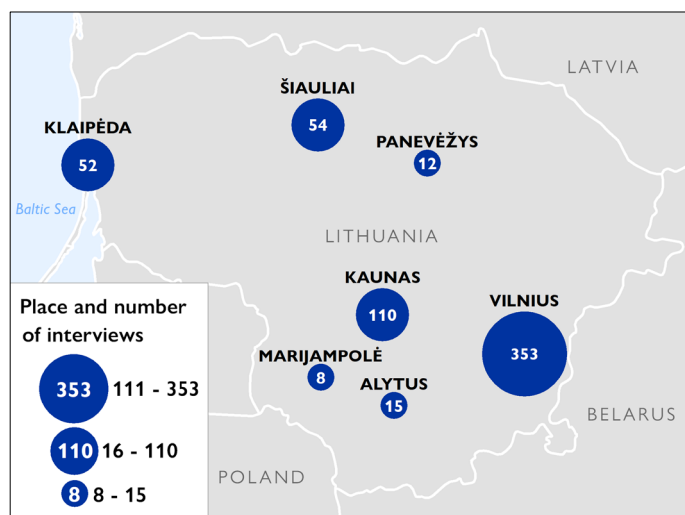 LATVIA
ŠIAULIAI
54
KLAIPĖDA
52
PANEVĖŽYS
12
Baltic Sea
LITHUANIA
KAUNAS
110
VILNIUS
353
MARIJAMPOLĖ
8
ALYTUS
15
BELARUS
POLAND
Place and number
of interviews
353 111 - 353
110 16 - 110
8 8 - 15